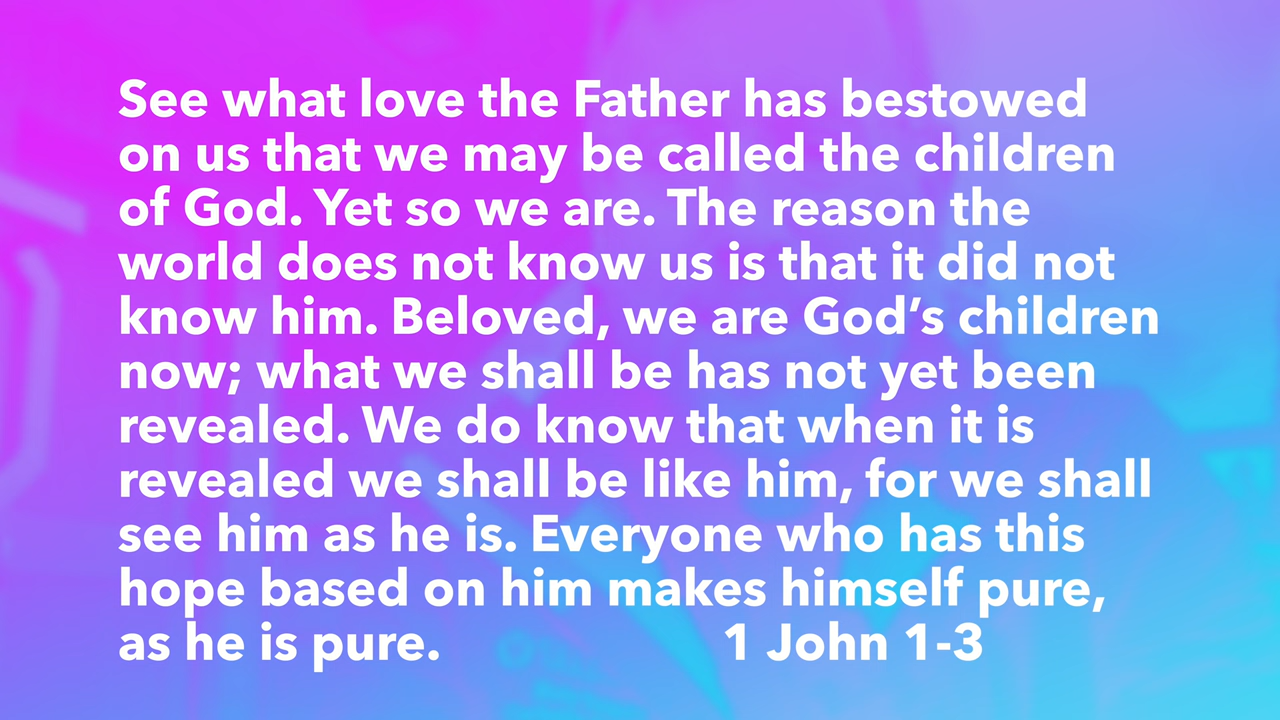 See what love the Father has bestowed
on us that we may be called the children
of God. Yet so we are. The reason the
world does not know us is that it did not
know him. Beloved, we are God’s children
now; what we shall be has not yet been
revealed. We do know that when it is
revealed we shall be like him, for we shall
see him as he is. Everyone who has this
hope based on him makes himself pure,
as he is pure. 1 John 1-3